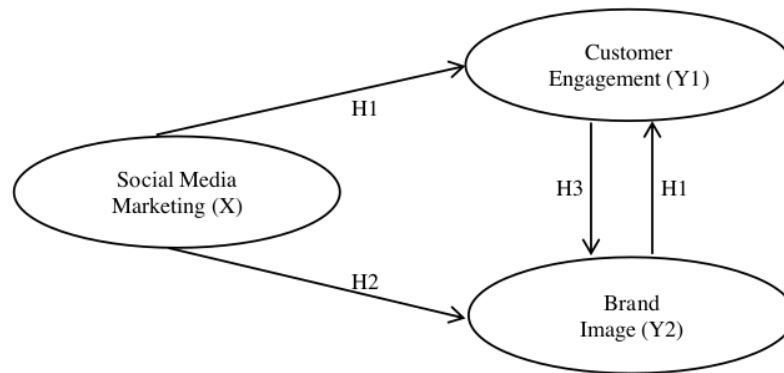 Customer
Engagement (Y1)
H1
Social Media
Marketing (X)
H3
H1
H2
Brand
Image (Y2)